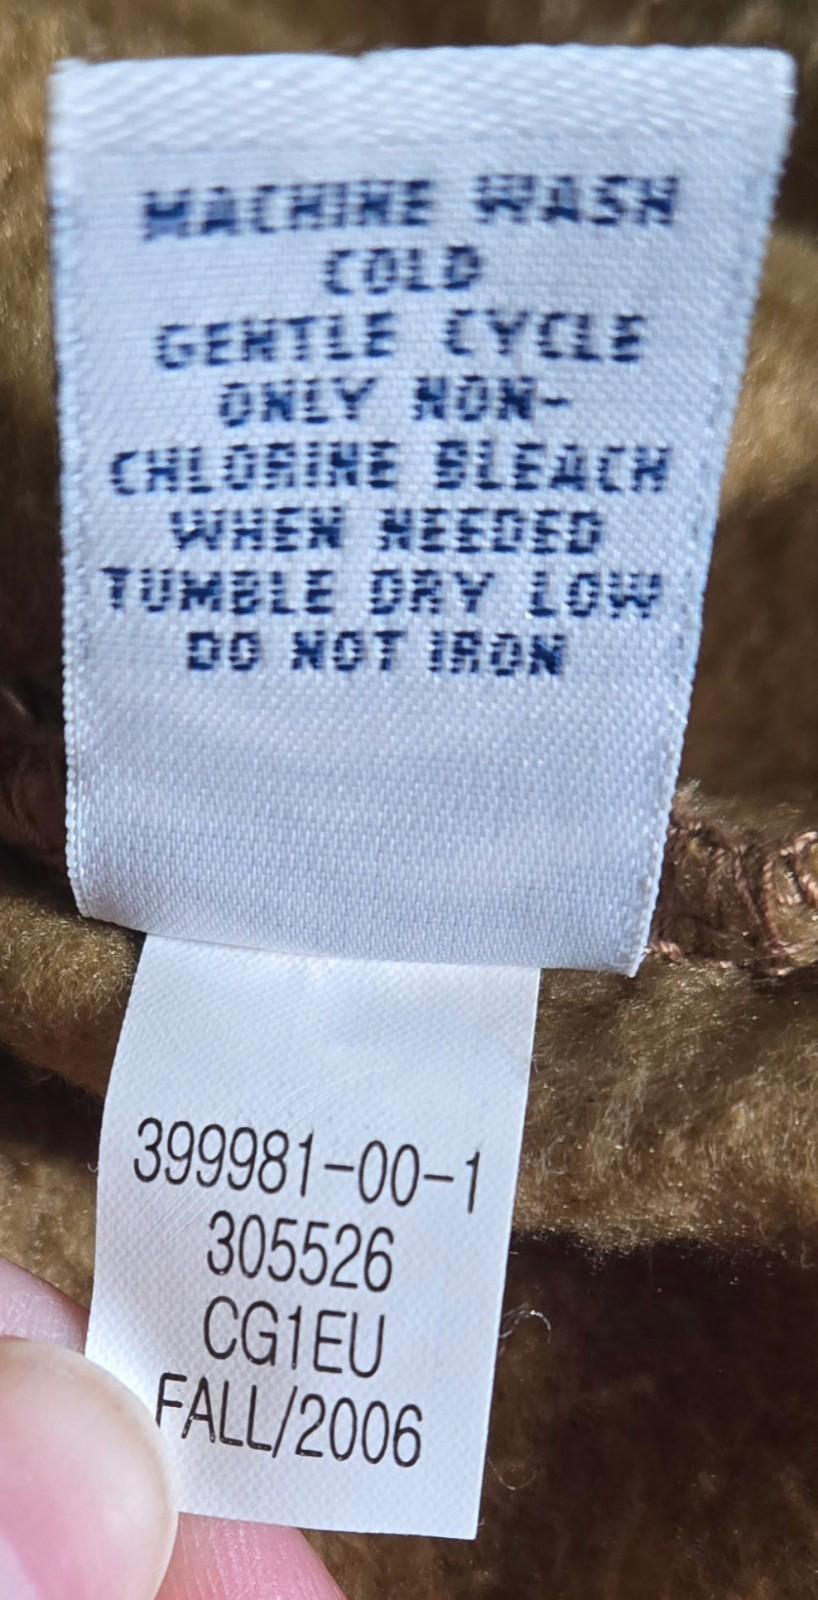 MACHINE WASH
COLD
GENTLE CYCLE
ONLY NON-
CHLORINE BLEACH
WHEN NEEDED
TUMBLE DRY LOW
DO NOT IRON
399981-00-1
305526
CG1EU
FALL/2006